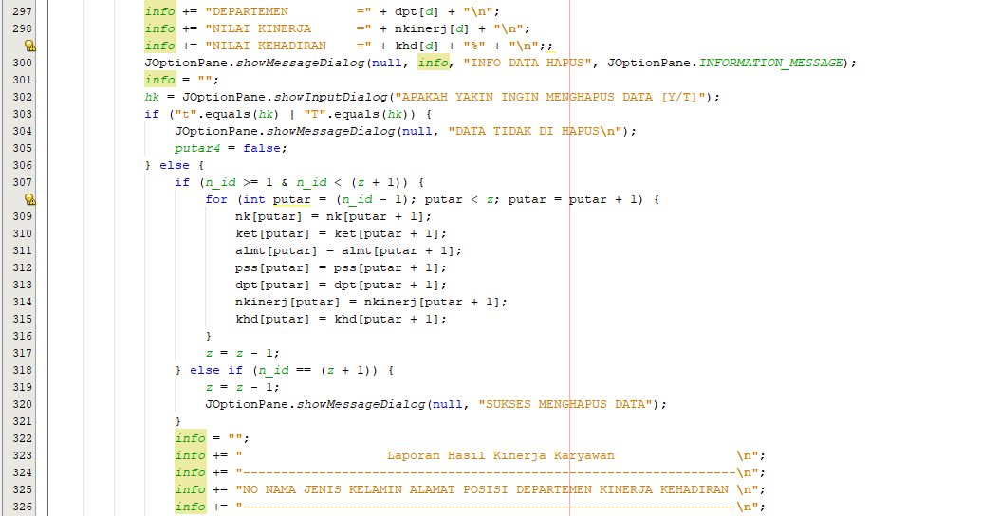 297 info += "DEPARTEMEN         =" + dpt[d] + "\n";
298 info += "NILAI KINERJA      =" + nkinerj[d] + "\n";
info += "NILAI KEHADIRAN    =" + khd[d] + "%" + "\n";;
300 JOptionPane.showMessageDialog(null, info, "INFO DATA HAPUS", JOptionPane.INFORMATION_MESSAGE);
301 info = "";
302 hk = JOptionPane.showInputDialog("APAKAH YAKIN INGIN MENGHAPUS DATA [Y/T]");
303 if ("t".equals(hk) | "T".equals(hk)) {
304 JOptionPane.showMessageDialog(null, "DATA TIDAK DI HAPUS\n");
305 putar4 = false;
306 } else {
307 if (n_id >= 1 & n_id < (z + 1)) {
for (int putar = (n_id - 1); putar < z; putar = putar + 1) {
309 nk[putar] = nk[putar + 1];
310 ket[putar] = ket[putar + 1];
311 almt[putar] = almt[putar + 1];
312 pss[putar] = pss[putar + 1];
313 dpt[putar] = dpt[putar + 1];
314 nkinerj[putar] = nkinerj[putar + 1];
315 khd[putar] = khd[putar + 1];
316 }
317 z = z - 1;
318 } else if (n_id == (z + 1)) {
319 z = z - 1;
320 JOptionPane.showMessageDialog(null, "SUKSES MENGHAPUS DATA");
321 }
322 info = "";
323 info += "                   Laporan Hasil Kinerja Karyawan                \n";
324 info += "-----------------------------------------------------------------\n";
325 info += "NO NAMA JENIS KELAMIN ALAMAT POSISI DEPARTEMEN KINERJA KEHADIRAN \n";
326 info += "-----------------------------------------------------------------\n";